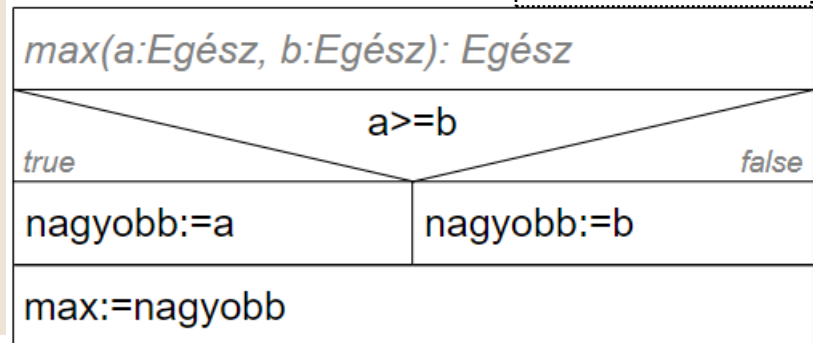 max(a:Egész, b:Egész): Egész
a>=b
true
false
nagyobb:=a
nagyobb:=b
max:=nagyobb